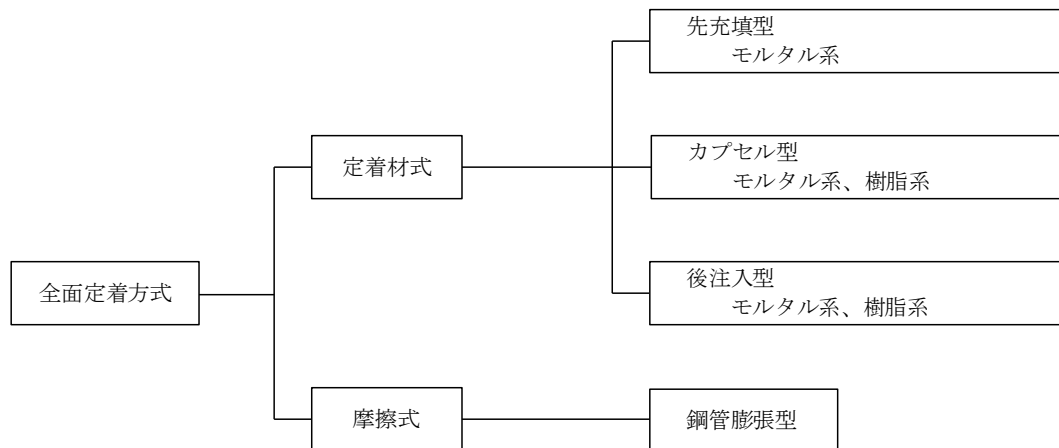 先充填型
モルタル系
定着材式
カプセル型
モルタル系、樹脂系
全面定着方式
後注入型
モルタル系、樹脂系
摩擦式
鋼管膨張型